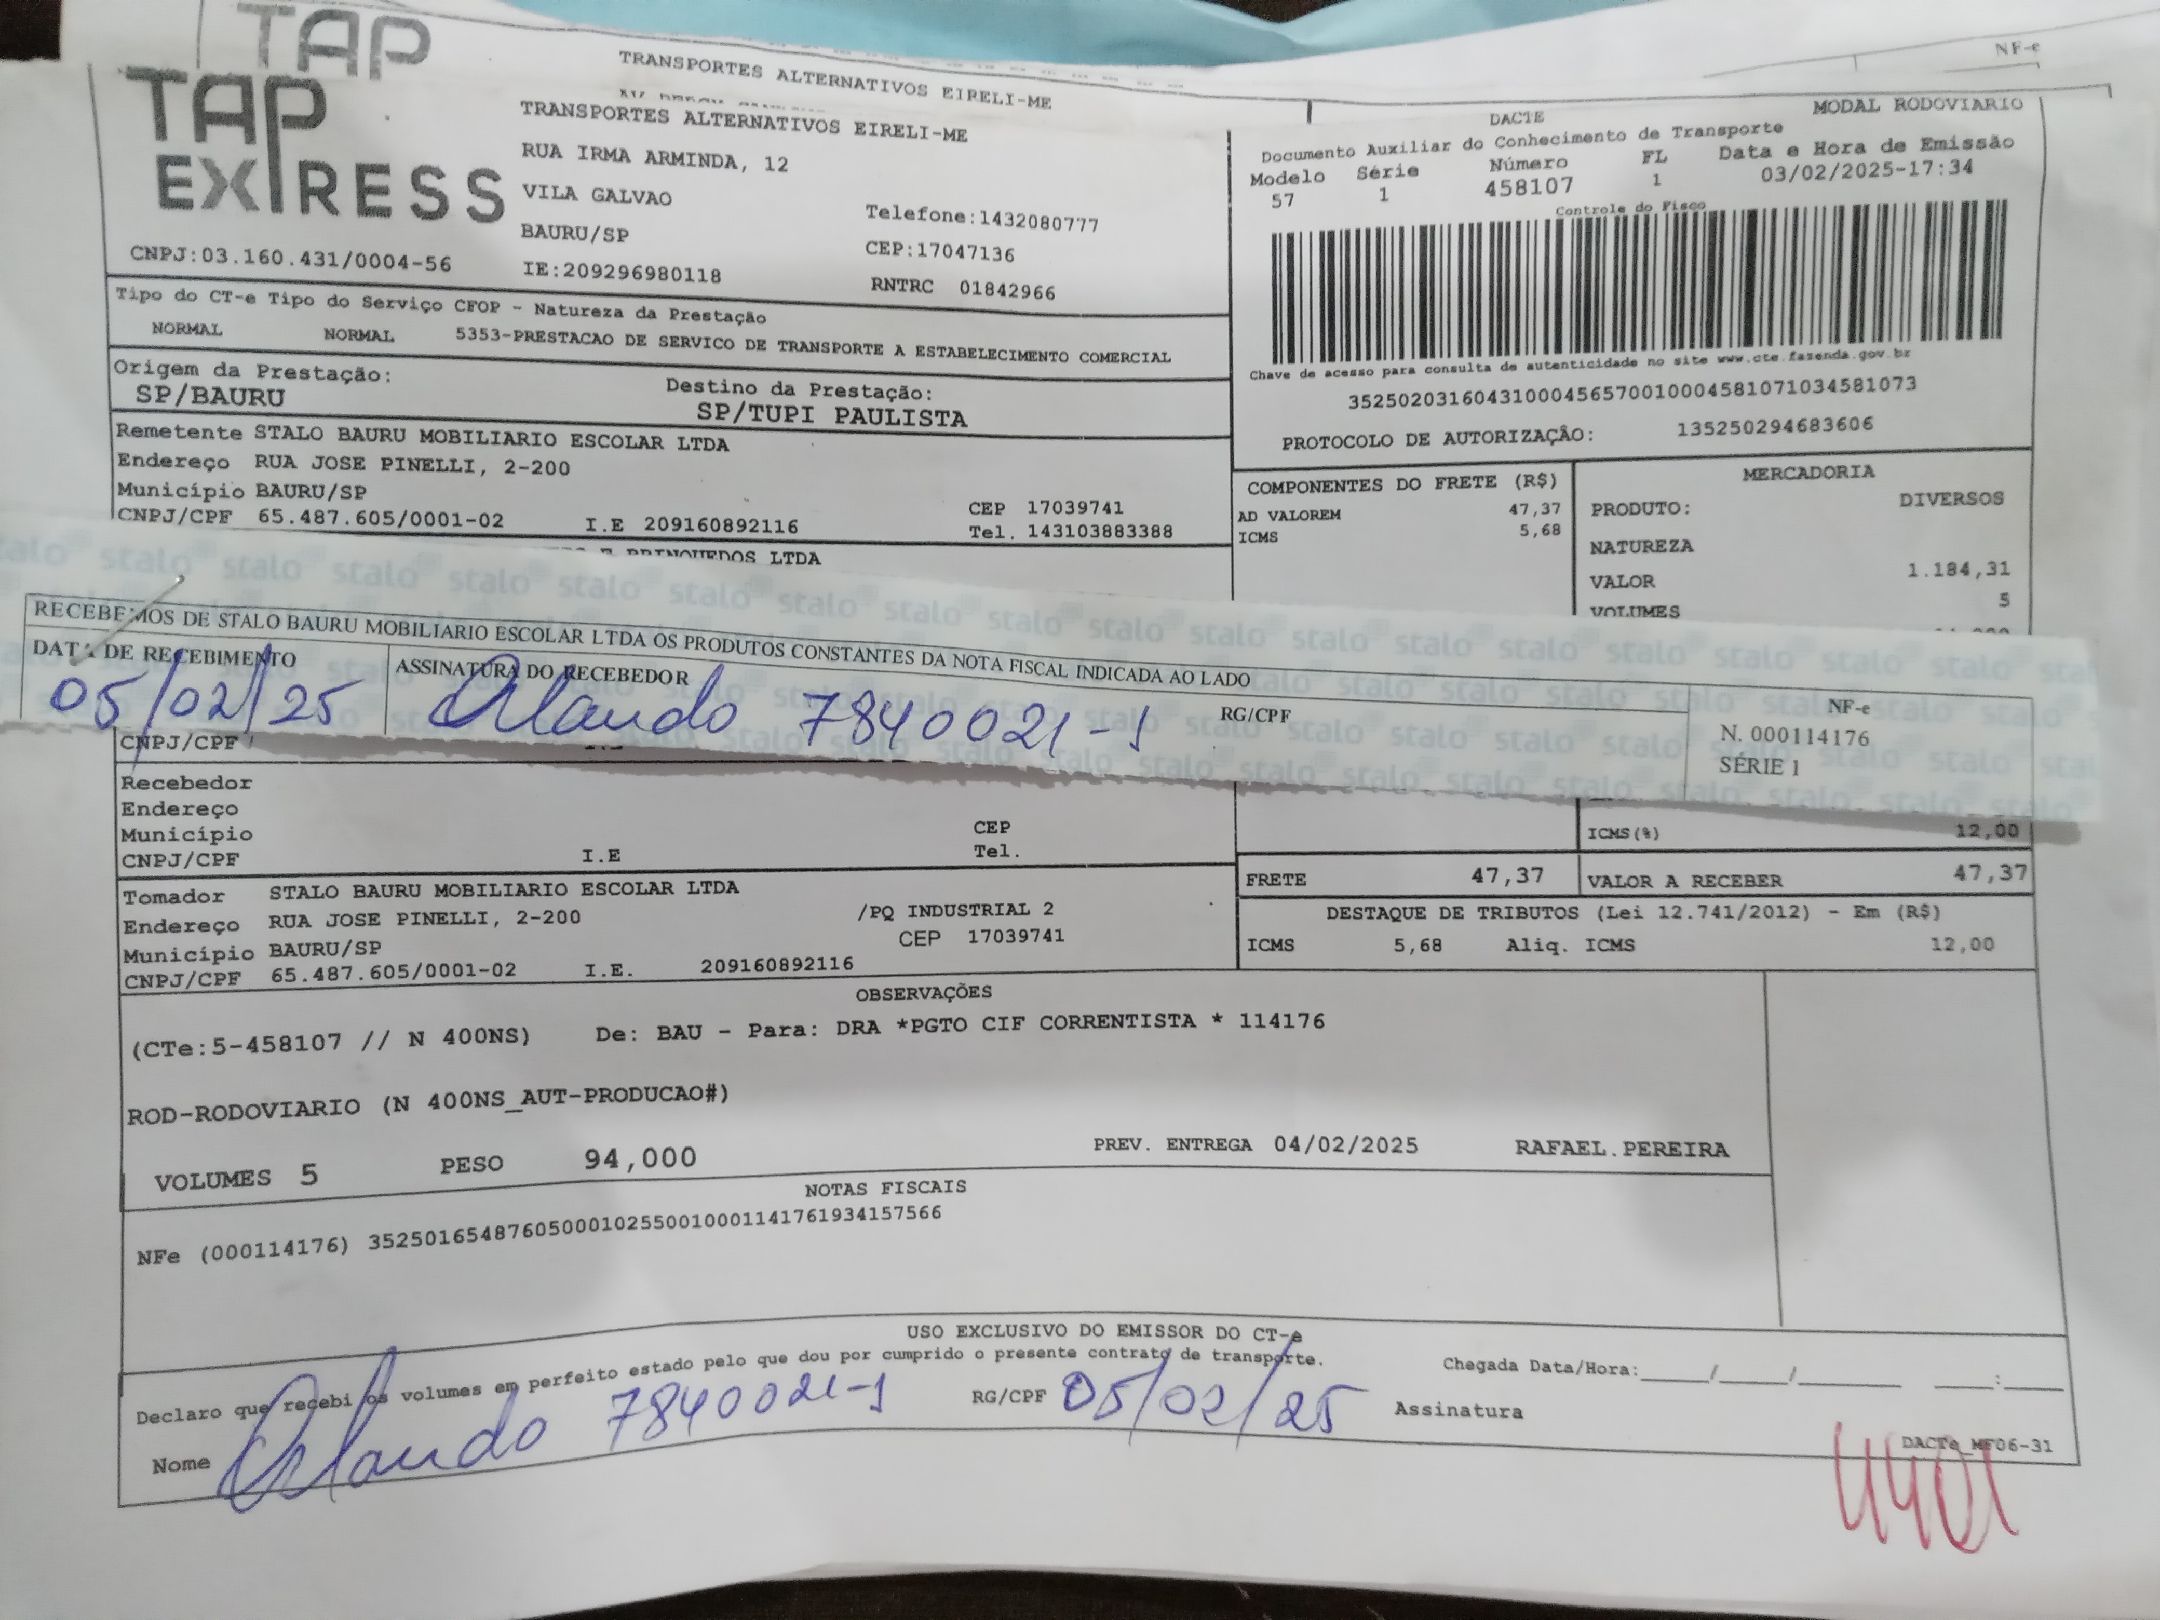 TAP
TRANSPORTES ALTERNATIVOS EIRELI-ME
NF-e
TAP EXPRESS
TRANSPORTES ALTERNATIVOS EIRELI-ME
RUA IRMA ARMINDA, 12
VILA GALVAO
BAURU/SP
IE:209296980118
Telefone:1432080777
CEP:17047136
RNTRC 01842966
CNPJ:03.160.431/0004-56
DACTE
MODAL RODOVIARIO
Documento Auxiliar do Conhecimento de Transporte
Modelo Série Número FL Data e Hora de Emissão
57 1 458107 1 03/02/2025-17:34
Controle do Fisco
Chave de acesso para consulta de autenticidade no site www.cte.fazenda.gov.br
35250203160431000456570010004581071034581073
PROTOCOLO DE AUTORIZAÇÃO: 135250294683606
Tipo do CT-e Tipo do Serviço CFOP - Natureza da Prestação
NORMAL NORMAL 5353-PRESTACAO DE SERVICO DE TRANSPORTE A ESTABELECIMENTO COMERCIAL
Origem da Prestação: Destino da Prestação:
SP/BAURU SP/TUPI PAULISTA
Remetente STALO BAURU MOBILIARIO ESCOLAR LTDA
Endereço RUA JOSE PINELLI, 2-200
Município BAURU/SP CEP 17039741
CNPJ/CPF 65.487.605/0001-02 I.E 209160892116 Tel. 143103883388
BRINQUEDOS LTDA
COMPONENTES DO FRETE (R$)
AD VALOREM 47,37
ICMS 5,68
MERCADORIA
PRODUTO: DIVERSOS
NATUREZA
VALOR 1.184,31
VOLUMES 5
RECEBEMOS DE STALO BAURU MOBILIARIO ESCOLAR LTDA OS PRODUTOS CONSTANTES DA NOTA FISCAL INDICADA AO LADO
DATA DE RECEBIMENTO ASSINATURA DO RECEBEDOR RG/CPF
05/02/25 Orlando 7840021-1
NF-e
N. 000114176
SÉRIE 1
CNPJ/CPF
Recebedor
Endereço
Município CEP
CNPJ/CPF I.E Tel.
ICMS(%) 12,00
FRETE 47,37 VALOR A RECEBER 47,37
Tomador STALO BAURU MOBILIARIO ESCOLAR LTDA
Endereço RUA JOSE PINELLI, 2-200 /PQ INDUSTRIAL 2
Município BAURU/SP CEP 17039741
CNPJ/CPF 65.487.605/0001-02 I.E. 209160892116
DESTAQUE DE TRIBUTOS (Lei 12.741/2012) - Em (R$)
ICMS 5,68 Aliq. ICMS 12,00
OBSERVAÇÕES
(CTe:5-458107 // N 400NS) De: BAU - Para: DRA *PGTO CIF CORRENTISTA * 114176
ROD-RODOVIARIO (N 400NS_AUT-PRODUCAO#)
VOLUMES 5 PESO 94,000 PREV. ENTREGA 04/02/2025 RAFAEL.PEREIRA
NOTAS FISCAIS
NFe (000114176) 35250165487605000102550010001141761934157566
USO EXCLUSIVO DO EMISSOR DO CT-e
Declaro que recebi os volumes em perfeito estado pelo que dou por cumprido o presente contrato de transporte.
Chegada Data/Hora:_____/_____/_______ ____:____
Nome Orlando 7840021-1 RG/CPF 05/02/25 Assinatura
DACTe_MF06-31